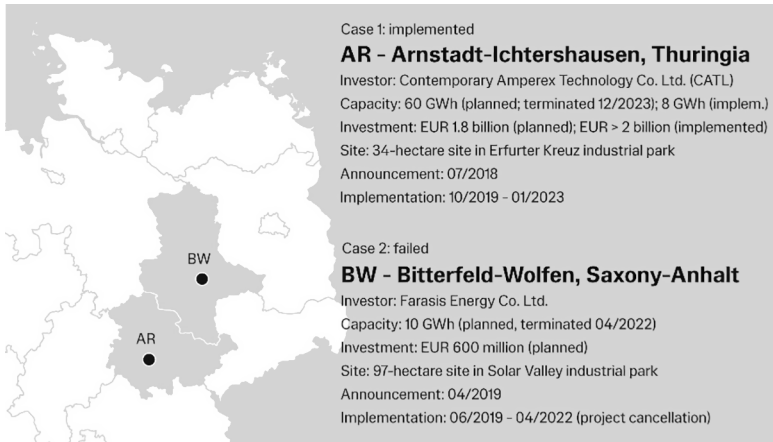 Case 1: implemented
AR - Arnstadt-Ichtershausen, Thuringia
Investor: Contemporary Amperex Technology Co. Ltd. (CATL)
Capacity: 60 GWh (planned; terminated 12/2023); 8 GWh (implem.)
Investment: EUR 1.8 billion (planned); EUR > 2 billion (implemented)
Site: 34-hectare site in Erfurter Kreuz industrial park
Announcement: 07/2018
Implementation: 10/2019 - 01/2023
Case 2: failed
BW - Bitterfeld-Wolfen, Saxony-Anhalt
Investor: Farasis Energy Co. Ltd.
Capacity: 10 GWh (planned, terminated 04/2022)
Investment: EUR 600 million (planned)
Site: 97-hectare site in Solar Valley industrial park
Announcement: 04/2019
Implementation: 06/2019 - 04/2022 (project cancellation)
BW
AR